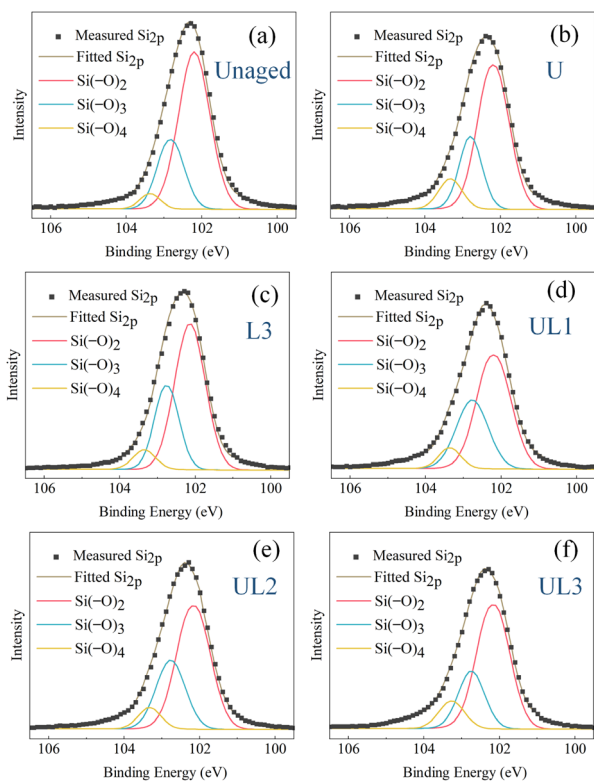 (a)
Unaged
Measured Si2p
Fitted Si2p
Si(−O)2
Si(−O)3
Si(−O)4
Intensity
106 104 102 100
Binding Energy (eV)
(b)
U
Measured Si2p
Fitted Si2p
Si(−O)2
Si(−O)3
Si(−O)4
Intensity
106 104 102 100
Binding Energy (eV)
(c)
L3
Measured Si2p
Fitted Si2p
Si(−O)2
Si(−O)3
Si(−O)4
Intensity
106 104 102 100
Binding Energy (eV)
(d)
UL1
Measured Si2p
Fitted Si2p
Si(−O)2
Si(−O)3
Si(−O)4
Intensity
106 104 102 100
Binding Energy (eV)
(e)
UL2
Measured Si2p
Fitted Si2p
Si(−O)2
Si(−O)3
Si(−O)4
Intensity
106 104 102 100
Binding Energy (eV)
(f)
UL3
Measured Si2p
Fitted Si2p
Si(−O)2
Si(−O)3
Si(−O)4
Intensity
106 104 102 100
Binding Energy (eV)